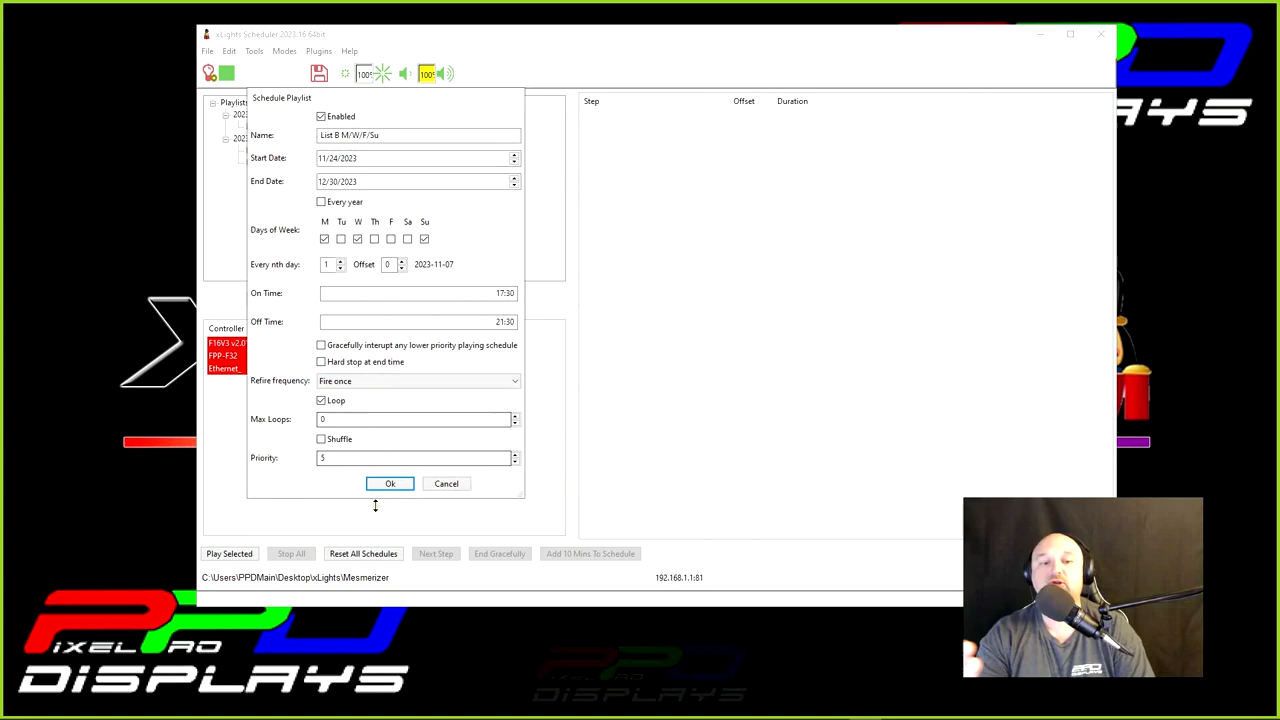 xLights Scheduler 2023.16 64bit
File Edit Tools Modes Plugins Help
100%
100%
Schedule Playlist
Playlists
Enabled
Name: List B M/W/F/Su
Start Date: 11/24/2023
End Date: 12/30/2023
Every year
M Tu W Th F Sa Su
Days of Week:
Every nth day: 1 Offset 0 2023-11-07
On Time: 17:30
Off Time: 21:30
Gracefully interupt any lower priority playing schedule
Hard stop at end time
Refire frequency: Fire once
Loop
Max Loops: 0
Shuffle
Priority: 5
Ok Cancel
Step Offset Duration
Controller
F16V3 v2.0
FPP-F32
Ethernet_
Play Selected Stop All Reset All Schedules Next Step End Gracefully Add 10 Mins To Schedule
C:\Users\PPDMain\Desktop\xLights\Mesmerizer 192.168.1.1:81
PPD
PIXEL PRO
DISPLAYS
DISPLAYS